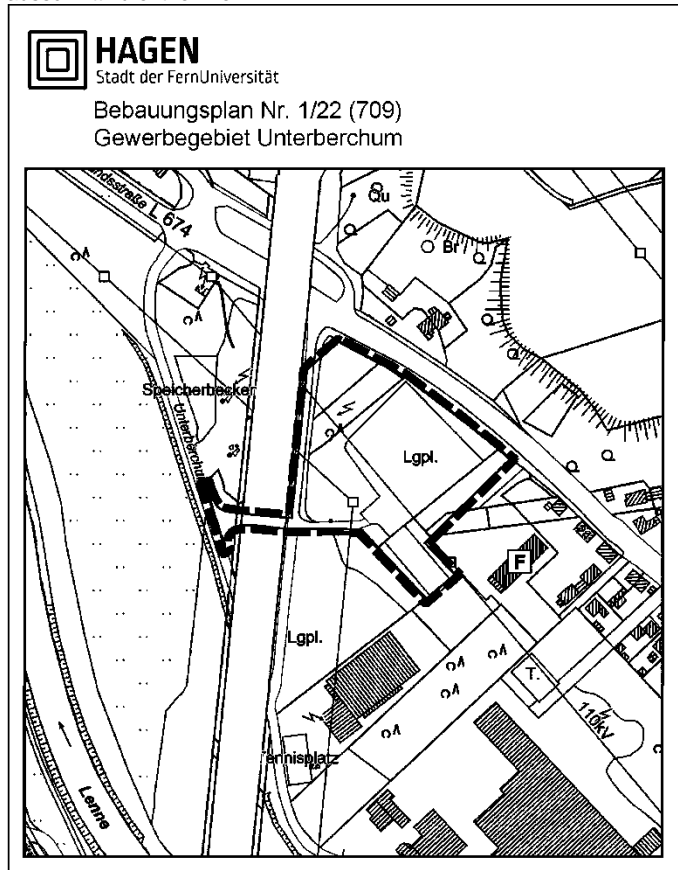 HAGEN
Stadt der FernUniversität
Bebauungsplan Nr. 1/22 (709)
Gewerbegebiet Unterberchum
L 674
Qu
Br
Speicherbecken
Lgpl.
F
Lgpl.
T.
110kV
Tennisplatz
Lenne